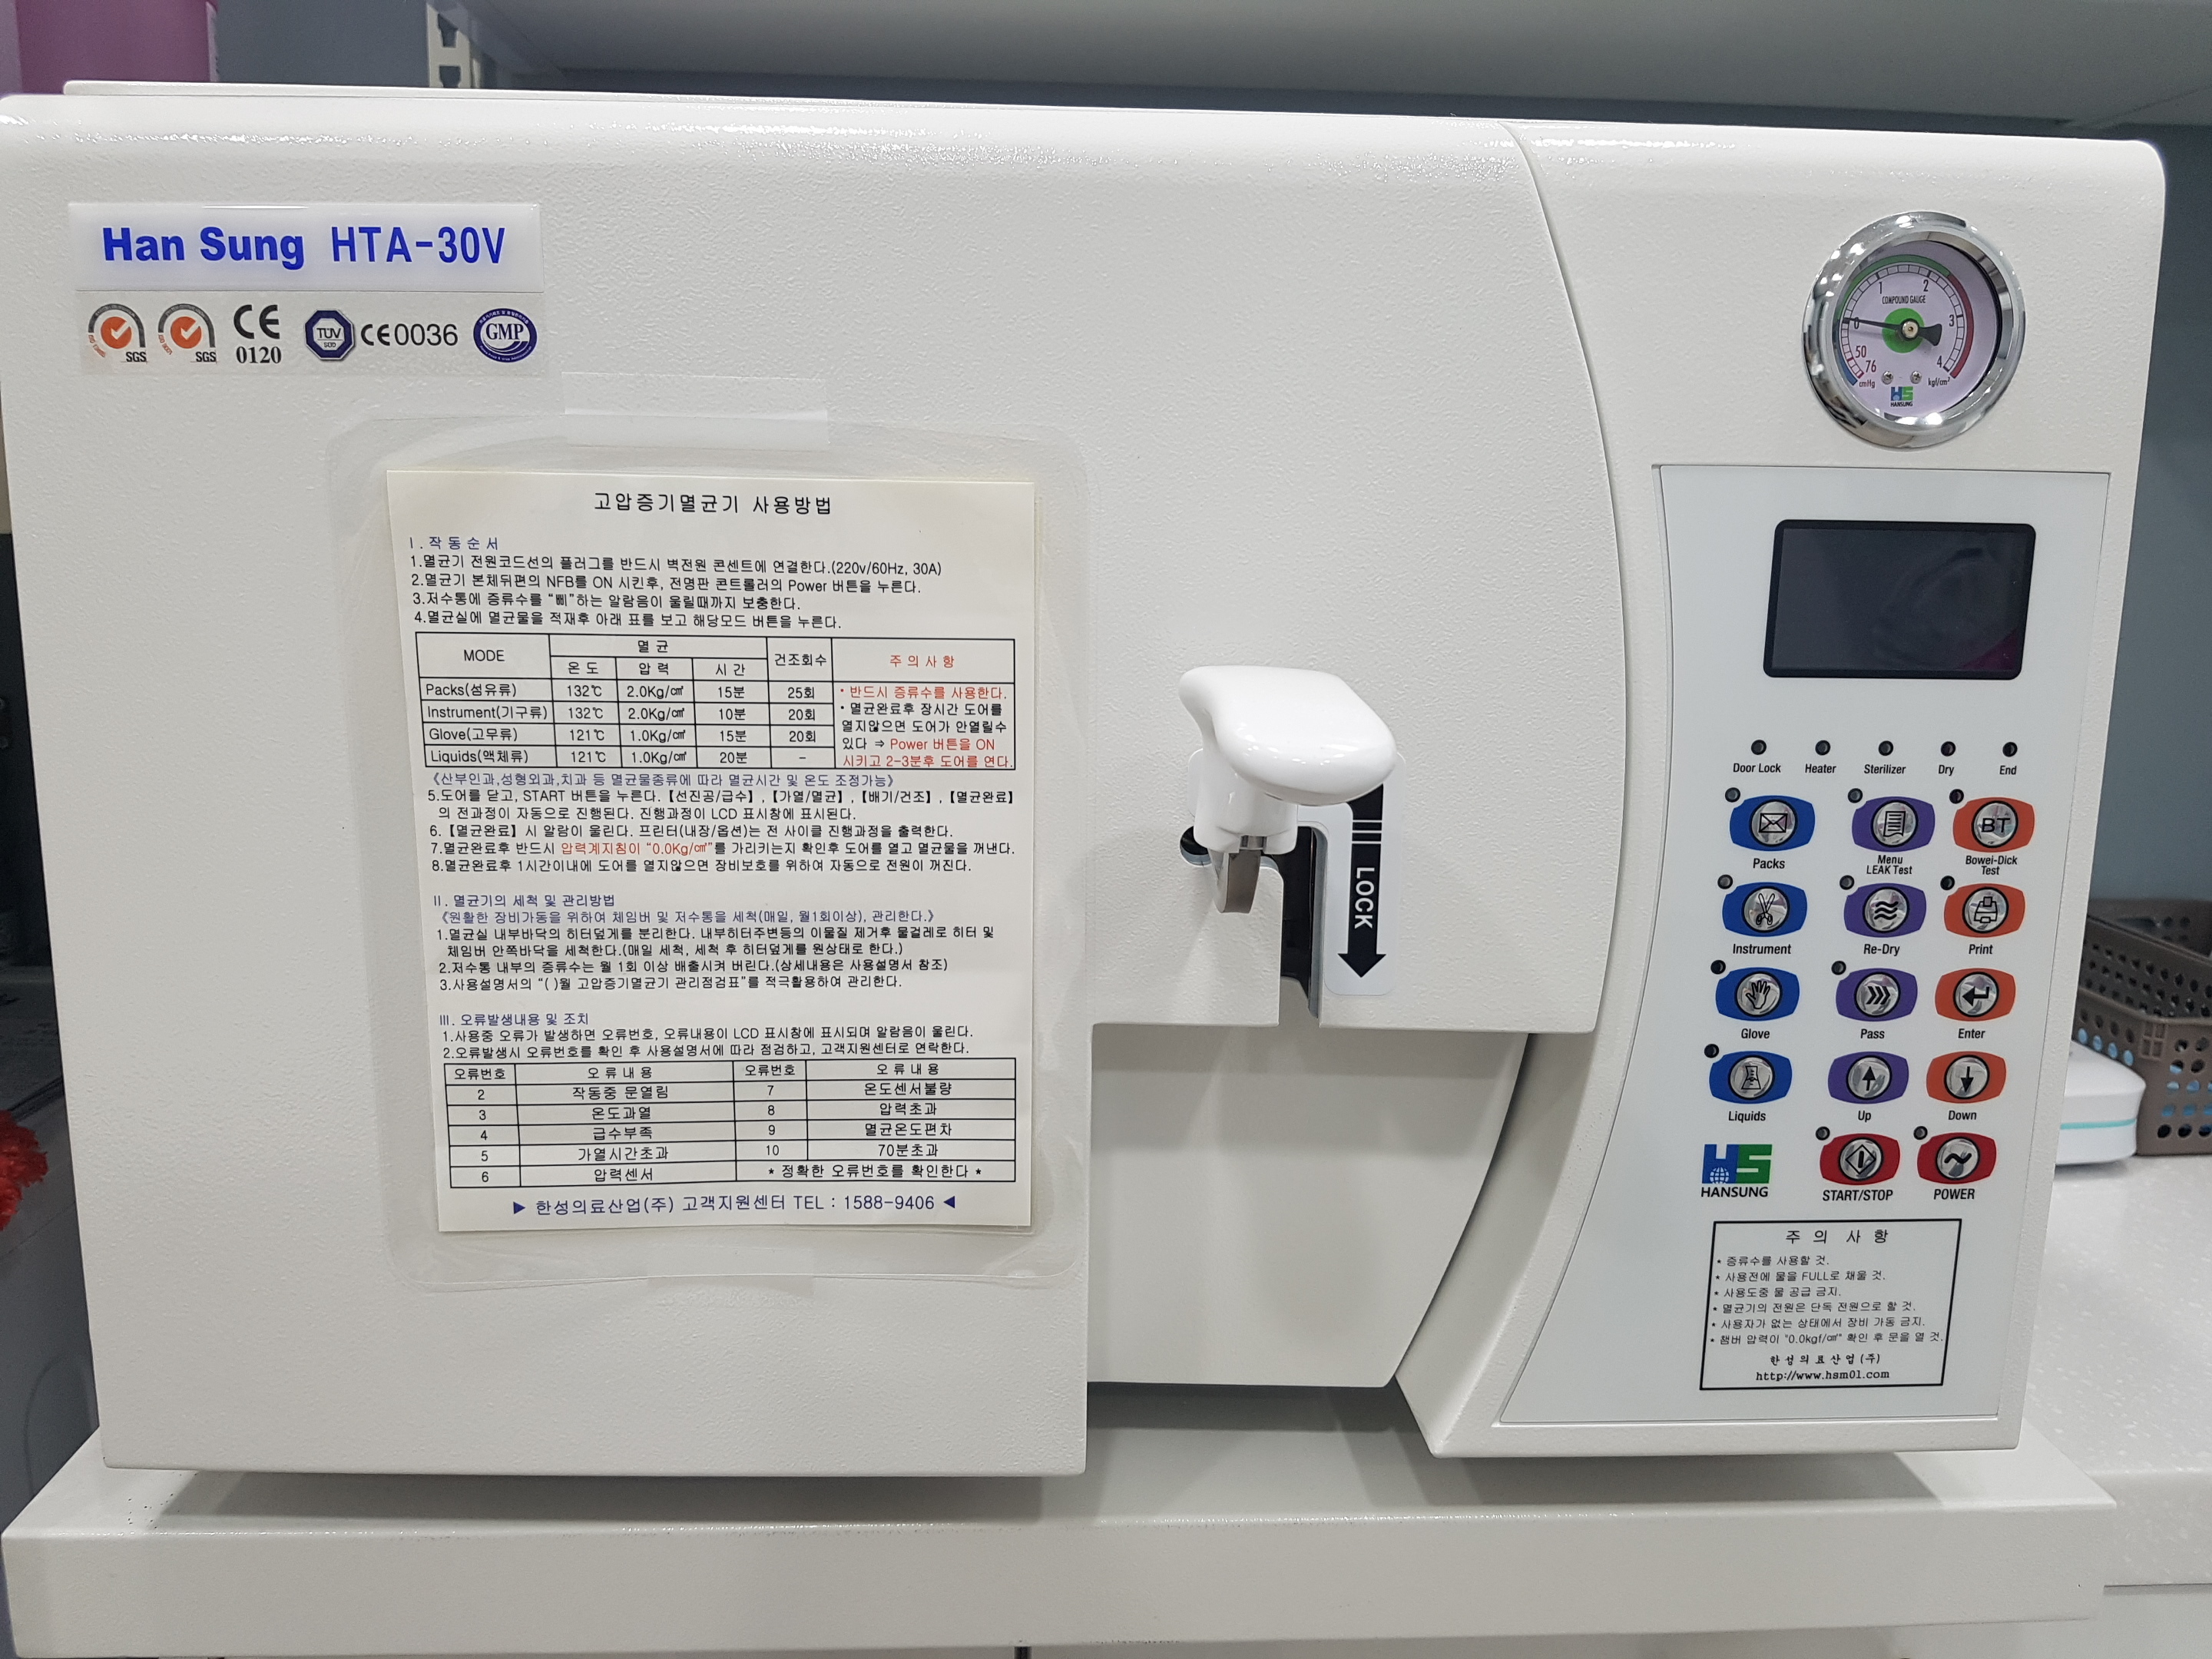 Han Sung HTA-30V
SGS SGS CE 0120 TÜV SÜD CE0036 GMP
고압증기멸균기 사용방법
I.작동순서
1.멸균기 전원코드선의 플러그를 반드시 벽전원 콘센트에 연결한다.(220v/60Hz, 30A)
2.멸균기 본체뒤편의 NFB를 ON 시킨후, 전명판 콘트롤러의 Power 버튼을 누른다.
3.저수통에 증류수를 "삐"하는 알람음이 울릴때까지 보충한다.
4.멸균실에 멸균물을 적재후 아래 표를 보고 해당모드 버튼을 누른다.
MODE 멸균 건조회수 주의사항
온도 압력 시간
Packs(섬유류) 132℃ 2.0Kg/㎠ 15분 25회
Instrument(기구류) 132℃ 2.0Kg/㎠ 10분 20회
Glove(고무류) 121℃ 1.0Kg/㎠ 15분 20회
Liquids(액체류) 121℃ 1.0Kg/㎠ 20분 -
· 반드시 증류수를 사용한다.
· 멸균완료후 장시간 도어를
열지않으면 도어가 안열릴수
있다 ⇒ Power 버튼을 ON
시키고 2-3분후 도어를 연다.
《산부인과,성형외과,치과 등 멸균물종류에 따라 멸균시간 및 온도 조정가능》
5.도어를 닫고, START 버튼을 누른다.【선진공/급수】,【가열/멸균】,【배기/건조】,【멸균완료】
의 전과정이 자동으로 진행된다. 진행과정이 LCD 표시창에 표시된다.
6.【멸균완료】시 알람이 울린다. 프린터(내장/옵션)는 전 사이클 진행과정을 출력한다.
7.멸균완료후 반드시 압력계지침이 "0.0Kg/㎠"를 가리키는지 확인후 도어를 열고 멸균물을 꺼낸다.
8.멸균완료후 1시간이내에 도어를 열지않으면 장비보호를 위하여 자동으로 전원이 꺼진다.
II. 멸균기의 세척 및 관리방법
《원활한 장비가동을 위하여 체임버 및 저수통을 세척(매일, 월1회이상), 관리한다.》
1.멸균실 내부바닥의 히터덮게를 분리한다. 내부히터주변등의 이물질 제거후 물걸레로 히터 및
체임버 안쪽바닥을 세척한다.(매일 세척, 세척 후 히터덮게를 원상태로 한다.)
2.저수통 내부의 증류수는 월 1회 이상 배출시켜 버린다.(상세내용은 사용설명서 참조)
3.사용설명서의 "( )월 고압증기멸균기 관리점검표"를 적극활용하여 관리한다.
III. 오류발생내용 및 조치
1.사용중 오류가 발생하면 오류번호, 오류내용이 LCD 표시창에 표시되며 알람음이 울린다.
2.오류발생시 오류번호를 확인 후 사용설명서에 따라 점검하고, 고객지원센터로 연락한다.
오류번호 오류내용 오류번호 오류내용
2 작동중 문열림 7 온도센서불량
3 온도과열 8 압력초과
4 급수부족 9 멸균온도편차
5 가열시간초과 10 70분초과
6 압력센서 * 정확한 오류번호를 확인한다 *
▶ 한성의료산업(주) 고객지원센터 TEL : 1588-9406 ◀
LOCK
1 2
COMPOUND GAUGE
0 3
50
76 4
cmHg kgf/cm²
HS
HANSUNG
Door Lock Heater Sterilizer Dry End
BT
Packs Menu LEAK Test Bowei-Dick Test
Instrument Re-Dry Print
Glove Pass Enter
Liquids Up Down
HS
HANSUNG START/STOP POWER
주 의 사 항
* 증류수를 사용할 것.
* 사용전에 물을 FULL로 채울 것.
* 사용도중 물 공급 금지.
* 멸균기의 전원은 단독 전원으로 할 것.
* 사용자가 없는 상태에서 장비 가동 금지.
* 챔버 압력이 "0.0kgf/㎠" 확인 후 문을 열 것.
한성의료산업(주)
http://www.hsm01.com